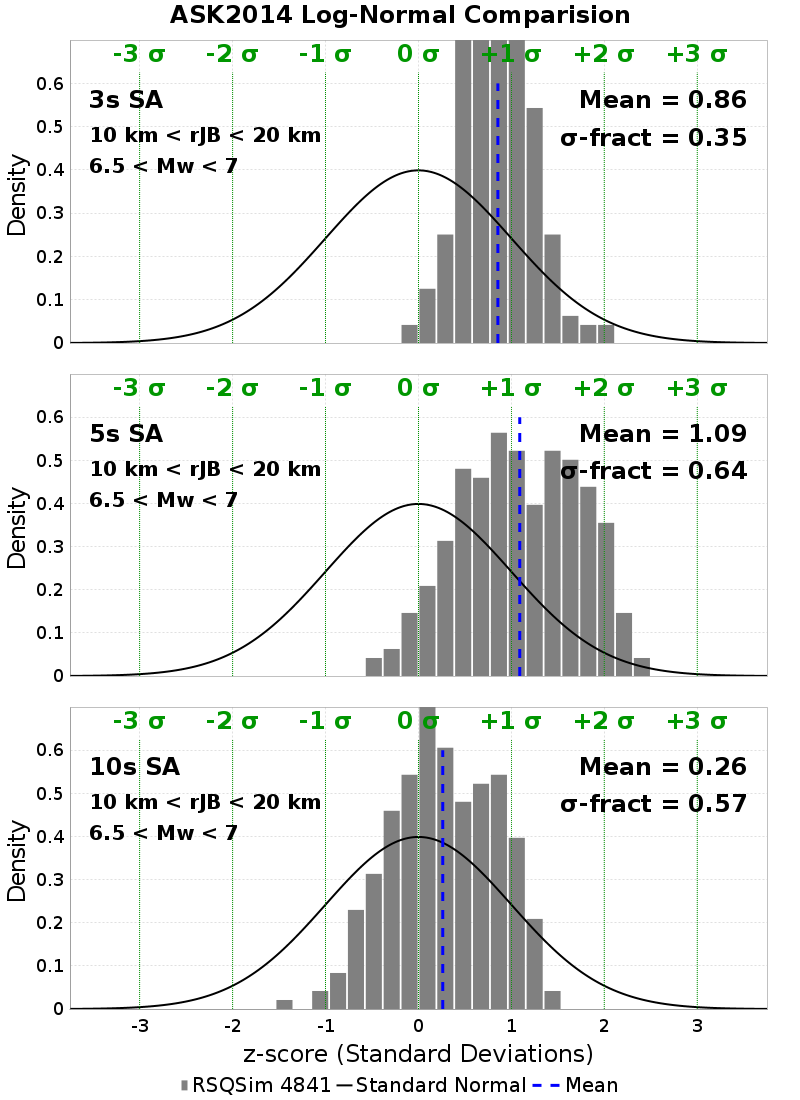 ASK2014 Log-Normal Comparision
-3 σ -2 σ -1 σ 0 σ +1 σ +2 σ +3 σ
0.6
3s SA Mean = 0.86
0.5
10 km < rJB < 20 km σ-fract = 0.35
6.5 < Mw < 7
0.4
0.3
0.2
0.1
0
Density
-3 σ -2 σ -1 σ 0 σ +1 σ +2 σ +3 σ
0.6
5s SA Mean = 1.09
0.5
10 km < rJB < 20 km σ-fract = 0.64
6.5 < Mw < 7
0.4
0.3
0.2
0.1
0
Density
-3 σ -2 σ -1 σ 0 σ +1 σ +2 σ +3 σ
0.6
10s SA Mean = 0.26
0.5
10 km < rJB < 20 km σ-fract = 0.57
6.5 < Mw < 7
0.4
0.3
0.2
0.1
0
Density
-3 -2 -1 0 1 2 3
z-score (Standard Deviations)
RSQSim 4841 Standard Normal Mean